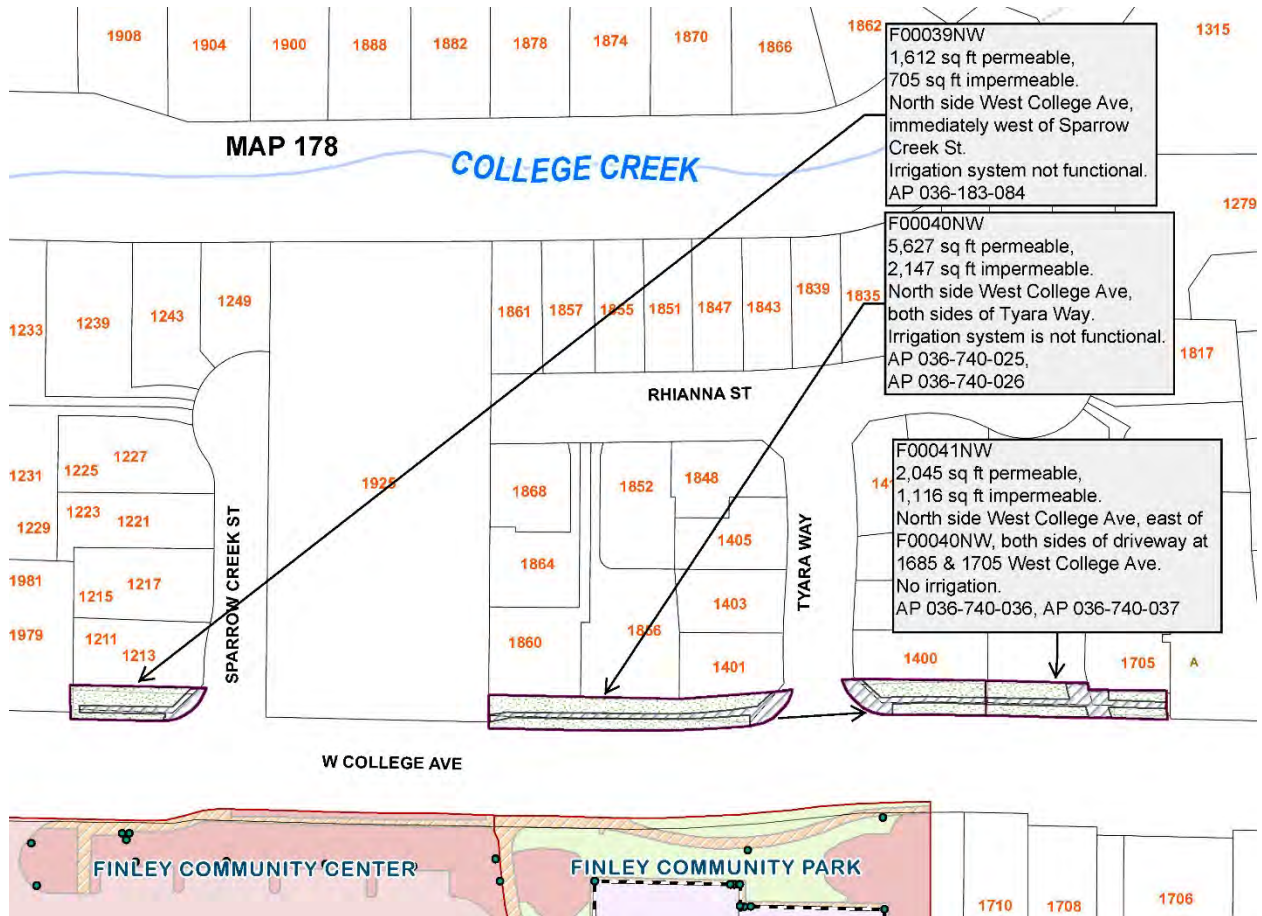 1908
1904
1900
1888
1882
1878
1874
1870
1866
1862
1315
F00039NW
1,612 sq ft permeable,
705 sq ft impermeable.
North side West College Ave,
immediately west of Sparrow
Creek St.
Irrigation system not functional.
AP 036-183-084
MAP 178
COLLEGE CREEK
1279
F00040NW
5,627 sq ft permeable,
2,147 sq ft impermeable.
North side West College Ave,
both sides of Tyara Way.
Irrigation system is not functional.
AP 036-740-025,
AP 036-740-026
1233
1239
1243
1249
1861
1857
1855
1851
1847
1843
1839
1835
1817
RHIANNA ST
F00041NW
2,045 sq ft permeable,
1,116 sq ft impermeable.
North side West College Ave, east of
F00040NW, both sides of driveway at
1685 & 1705 West College Ave.
No irrigation.
AP 036-740-036, AP 036-740-037
1231
1225
1227
1229
1223
1221
1925
1868
1852
1848
1405
1864
1403
1981
1215
1217
1979
1211
1213
1860
1856
1401
1400
1705
A
SPARROW CREEK ST
TYARA WAY
W COLLEGE AVE
FINLEY COMMUNITY CENTER
FINLEY COMMUNITY PARK
1710
1708
1706